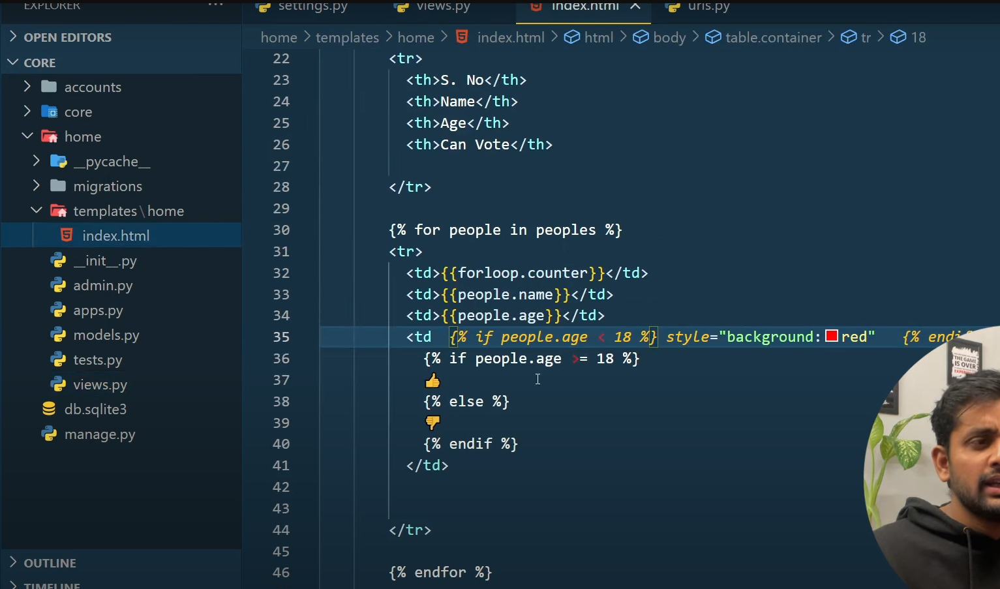 EXPLORER
settings.py
views.py
index.html
urls.py
OPEN EDITORS
home > templates > home > index.html > html > body > table.container > tr > 18
CORE
accounts
core
home
__pycache__
migrations
templates\home
index.html
__init__.py
admin.py
apps.py
models.py
tests.py
views.py
db.sqlite3
manage.py
OUTLINE
TIMELINE
22 <tr>
23 <th>S. No</th>
24 <th>Name</th>
25 <th>Age</th>
26 <th>Can Vote</th>
27
28 </tr>
29
30 {% for people in peoples %}
31 <tr>
32 <td>{{forloop.counter}}</td>
33 <td>{{people.name}}</td>
34 <td>{{people.age}}</td>
35 <td {% if people.age < 18 %} style="background:red" {% endif
36 {% if people.age >= 18 %}
37 👍
38 {% else %}
39 👎
40 {% endif %}
41 </td>
42
43
44 </tr>
45
46 {% endfor %}
THE GAME
IS OVER